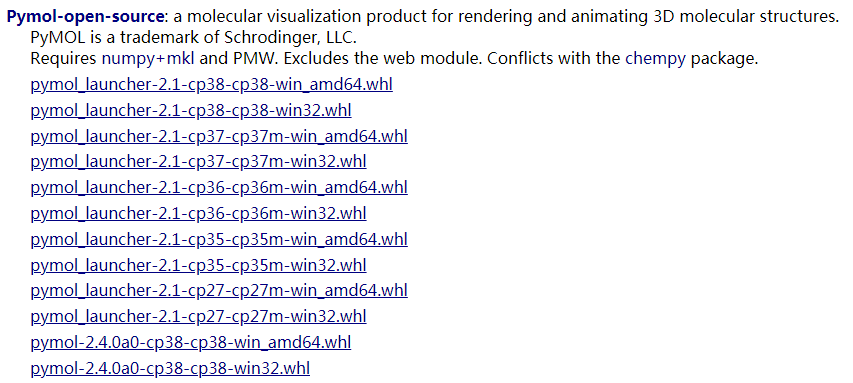 Pymol-open-source: a molecular visualization product for rendering and animating 3D molecular structures.
PyMOL is a trademark of Schrodinger, LLC.
Requires numpy+mkl and PMW. Excludes the web module. Conflicts with the chempy package.
pymol_launcher-2.1-cp38-cp38-win_amd64.whl
pymol_launcher-2.1-cp38-cp38-win32.whl
pymol_launcher-2.1-cp37-cp37m-win_amd64.whl
pymol_launcher-2.1-cp37-cp37m-win32.whl
pymol_launcher-2.1-cp36-cp36m-win_amd64.whl
pymol_launcher-2.1-cp36-cp36m-win32.whl
pymol_launcher-2.1-cp35-cp35m-win_amd64.whl
pymol_launcher-2.1-cp35-cp35m-win32.whl
pymol_launcher-2.1-cp27-cp27m-win_amd64.whl
pymol_launcher-2.1-cp27-cp27m-win32.whl
pymol-2.4.0a0-cp38-cp38-win_amd64.whl
pymol-2.4.0a0-cp38-cp38-win32.whl